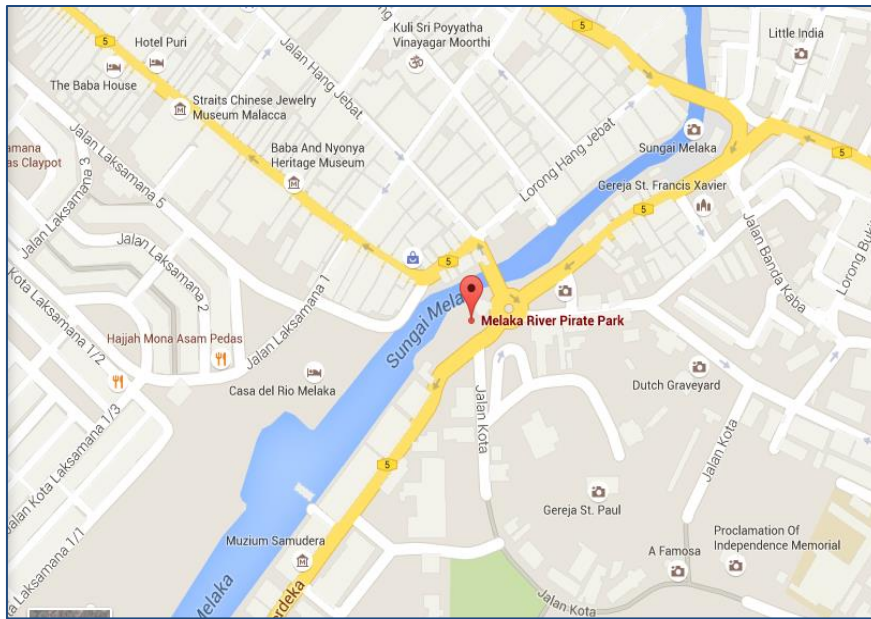 5
Hotel Puri
The Baba House
Straits Chinese Jewelry
Museum Malacca
Kuli Sri Poyyatha
Vinayagar Moorthi
Jalan Hang Jebat
5
Little India
Baba And Nyonya
Heritage Museum
Lorong Hang Jebat
Sungai Melaka
5
Gereja St. Francis Xavier
amana
as Claypot
Jalan Laksamana 5
Jalan Laksamana 3
Jalan Laksamana 2
Jalan Laksamana 1
5
5
Jalan Banda Kaba
Lorong Buki
Kota Laksamana 1/2
Hajjah Mona Asam Pedas
Sungai Mela
Melaka River Pirate Park
Casa del Rio Melaka
Dutch Graveyard
Jalan Kota
Jalan Kota
Jalan Kota Laksamana 1/3
5
Gereja St. Paul
Muzium Samudera
A Famosa
Proclamation Of
Independence Memorial
Laksamana 1/1
Melaka
erdeka
Jalan Kota